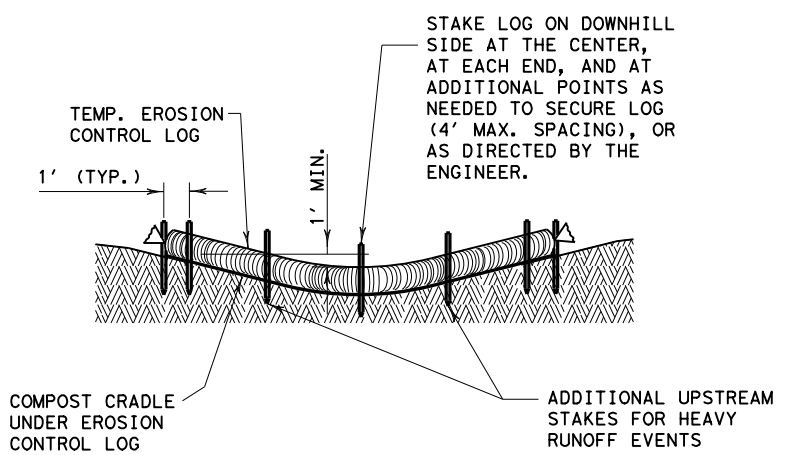 STAKE LOG ON DOWNHILL
SIDE AT THE CENTER,
AT EACH END, AND AT
ADDITIONAL POINTS AS
NEEDED TO SECURE LOG
(4' MAX. SPACING), OR
AS DIRECTED BY THE
ENGINEER.
TEMP. EROSION
CONTROL LOG
1' (TYP.)
1' MIN.
COMPOST CRADLE
UNDER EROSION
CONTROL LOG
ADDITIONAL UPSTREAM
STAKES FOR HEAVY
RUNOFF EVENTS